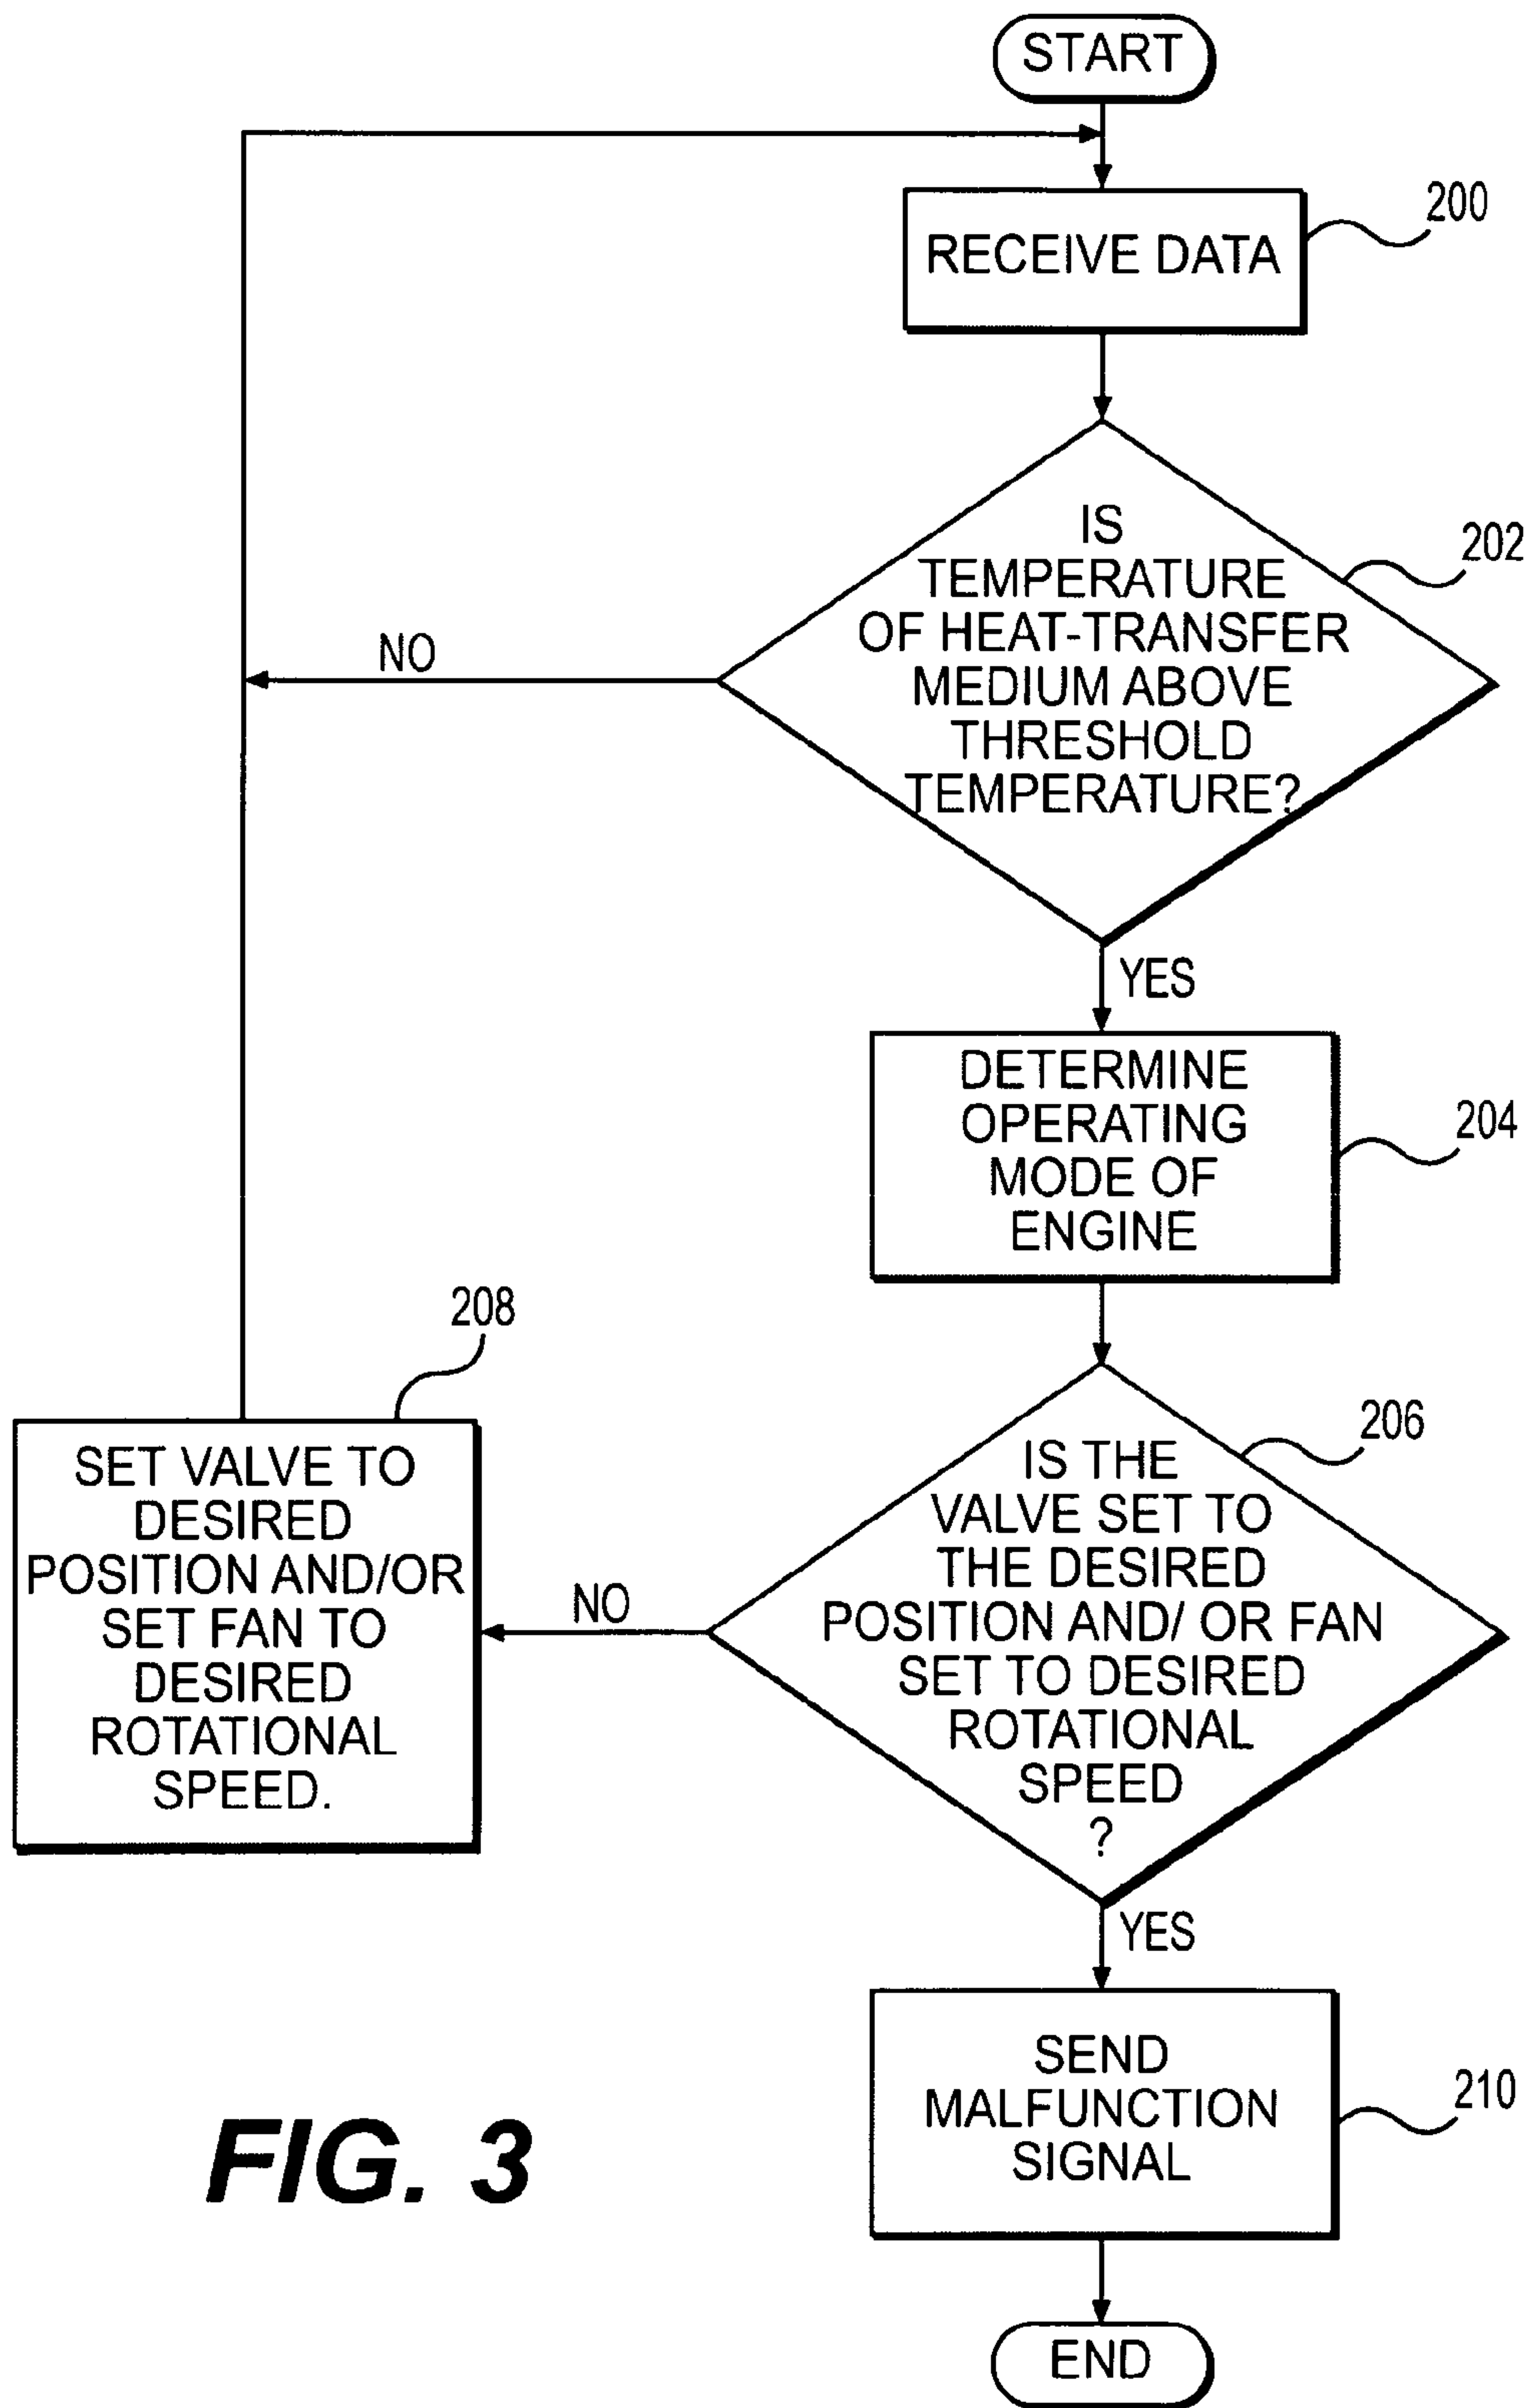 START
RECEIVE DATA
200
IS
TEMPERATURE
OF HEAT-TRANSFER
MEDIUM ABOVE
THRESHOLD
TEMPERATURE?
202
NO
YES
DETERMINE
OPERATING
MODE OF
ENGINE
204
208
SET VALVE TO
DESIRED
POSITION AND/OR
SET FAN TO
DESIRED
ROTATIONAL
SPEED.
NO
206
IS THE
VALVE SET TO
THE DESIRED
POSITION AND/ OR FAN
SET TO DESIRED
ROTATIONAL
SPEED
?
YES
SEND
MALFUNCTION
SIGNAL
210
FIG. 3
END